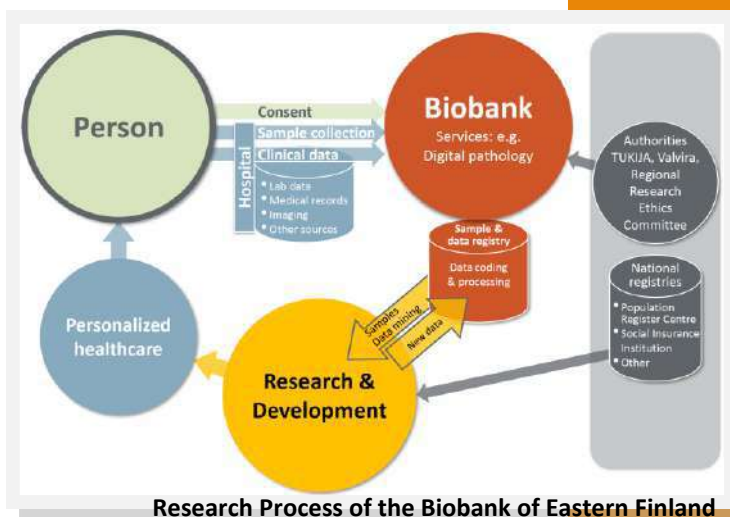 Person
Consent
Sample collection
Clinical data
Hospital
• Lab data
• Medical records
• Imaging
• Other sources
Biobank
Services: e.g.
Digital pathology
Sample &
data registry
Data coding
& processing
Authorities
TUKIJA, Valvira,
Regional
Research
Ethics
Committee
National
registries
• Population
Register Centre
• Social Insurance
Institution
• Other
Samples
Data mining
New data
Personalized
healthcare
Research &
Development
Research Process of the Biobank of Eastern Finland